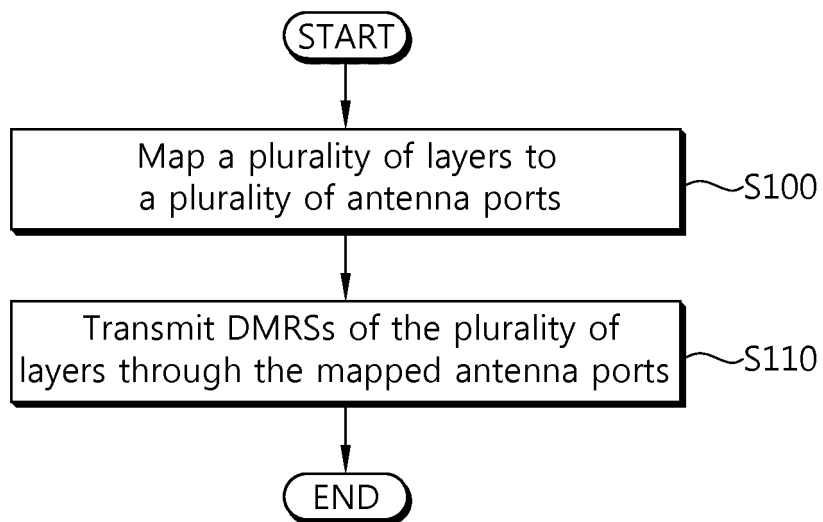 START
Map a plurality of layers to
a plurality of antenna ports
S100
Transmit DMRSs of the plurality of
layers through the mapped antenna ports
S110
END